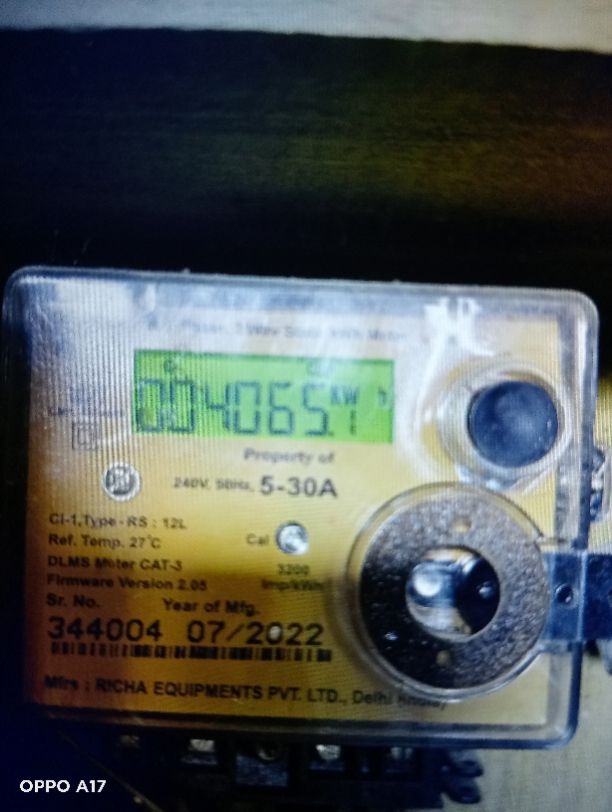 004065.1 kW h
Property of
240V, 50Hz, 5-30A
Cl-1, Type - RS : 12L
Ref. Temp. 27°C
Cal
DLMS Meter CAT-3
3200
Firmware Version 2.05
Imp/kWh
Sr. No. Year of Mfg.
344004 07/2022
Mfrs : RICHA EQUIPMENTS PVT. LTD., Delhi
OPPO A17